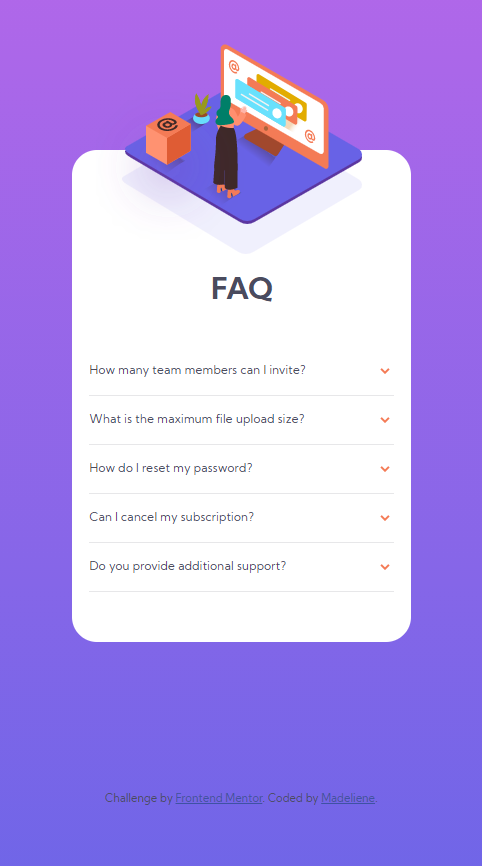 FAQ
How many team members can I invite?
What is the maximum file upload size?
How do I reset my password?
Can I cancel my subscription?
Do you provide additional support?
Challenge by Frontend Mentor. Coded by Madeliene.